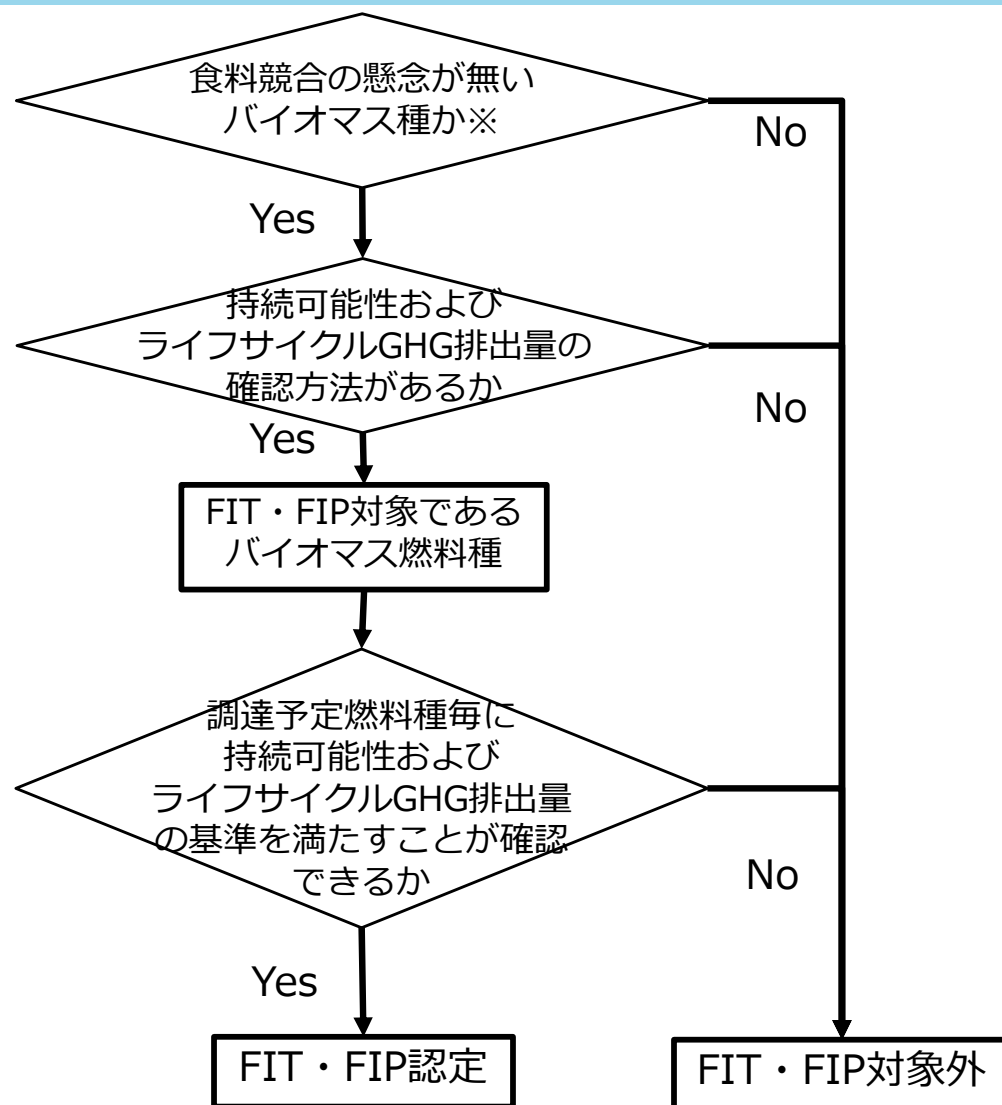 食料競合の懸念が無い
バイオマス種か※
No
Yes
持続可能性および
ライフサイクルGHG排出量の
確認方法があるか
No
Yes
FIT・FIP対象である
バイオマス燃料種
調達予定燃料種毎に
持続可能性および
ライフサイクルGHG排出量
の基準を満たすことが確認
できるか
No
Yes
FIT・FIP認定
FIT・FIP対象外